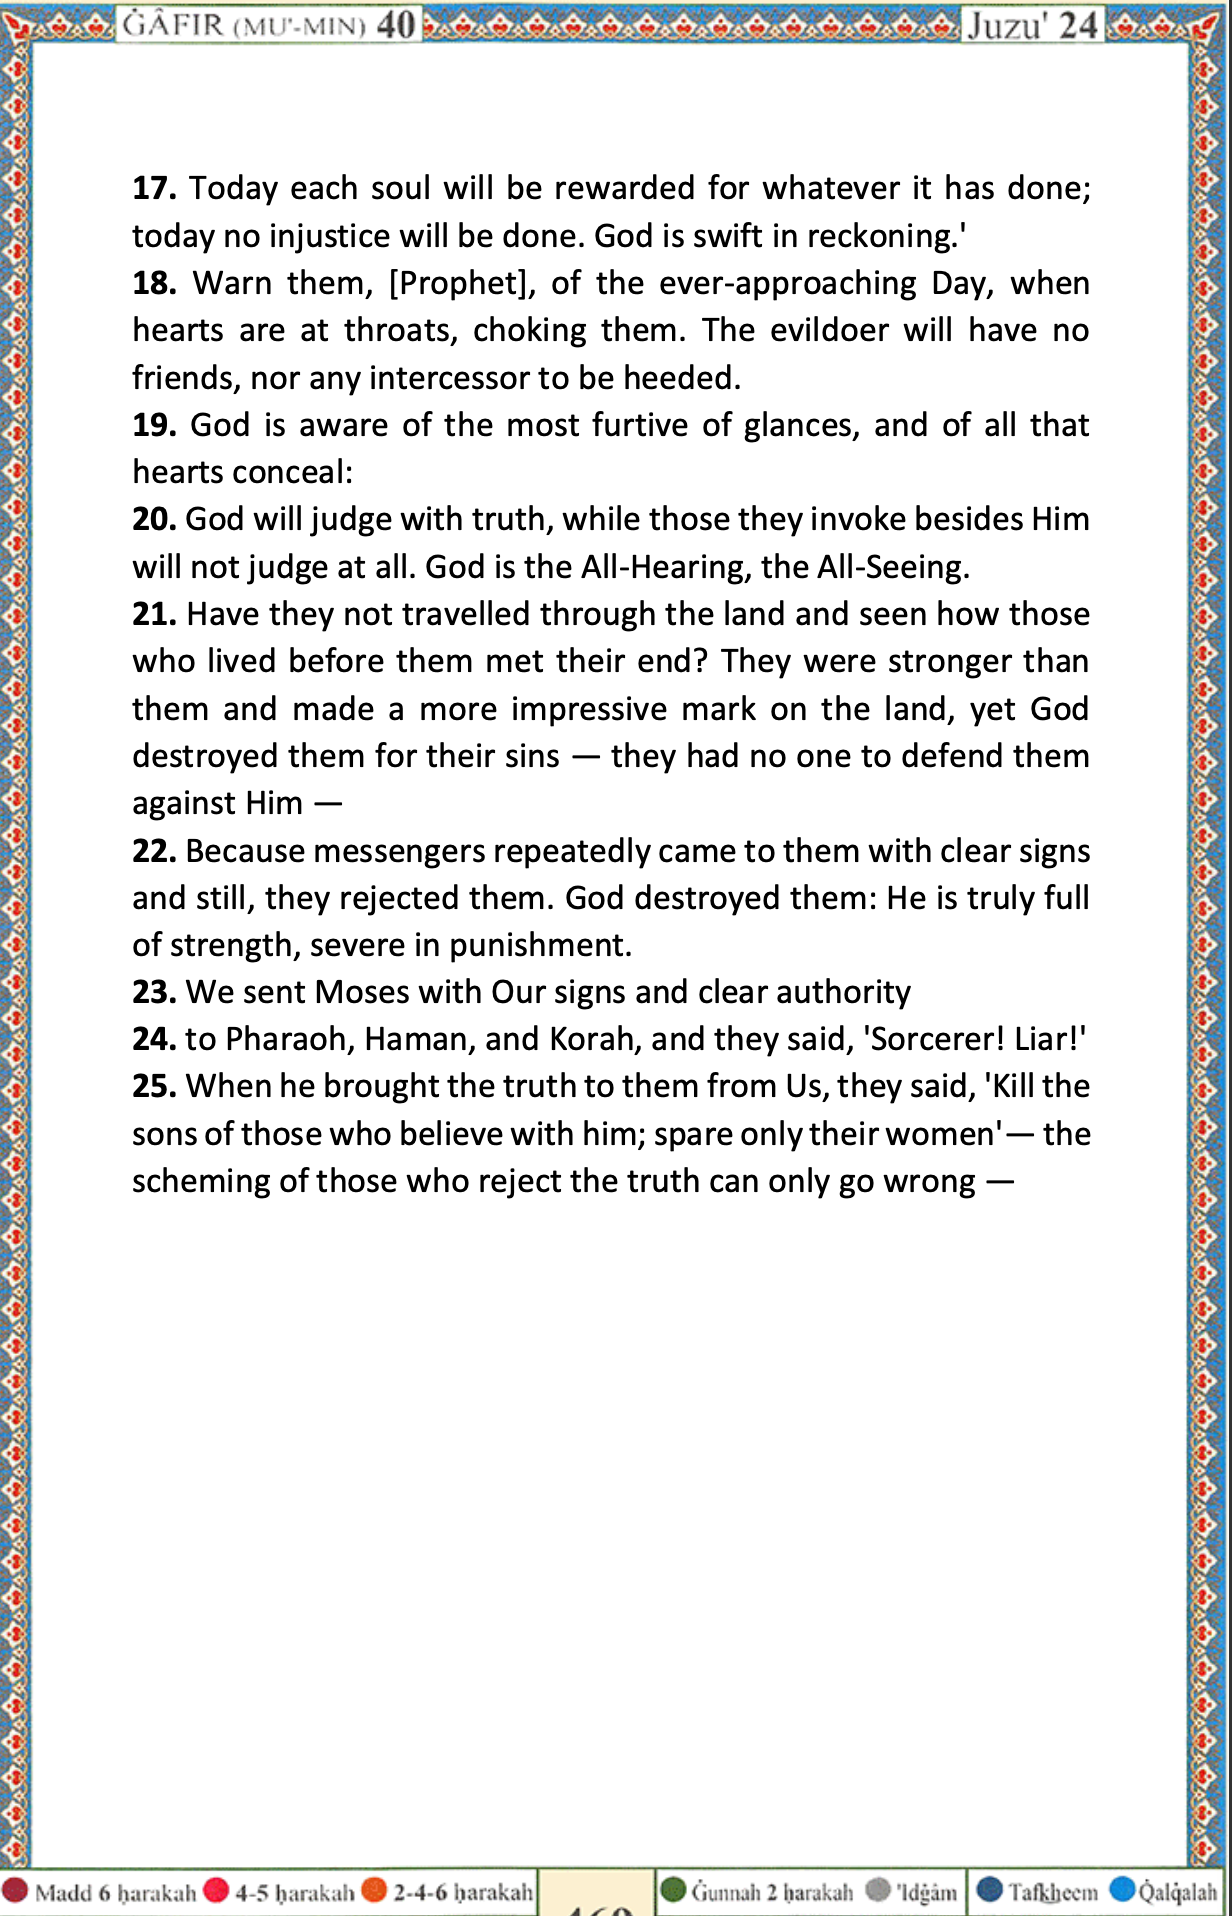 ĠÂFIR (MU'-MIN) 40
Juzu' 24
17. Today each soul will be rewarded for whatever it has done;
today no injustice will be done. God is swift in reckoning.'
18. Warn them, [Prophet], of the ever-approaching Day, when
hearts are at throats, choking them. The evildoer will have no
friends, nor any intercessor to be heeded.
19. God is aware of the most furtive of glances, and of all that
hearts conceal:
20. God will judge with truth, while those they invoke besides Him
will not judge at all. God is the All-Hearing, the All-Seeing.
21. Have they not travelled through the land and seen how those
who lived before them met their end? They were stronger than
them and made a more impressive mark on the land, yet God
destroyed them for their sins — they had no one to defend them
against Him —
22. Because messengers repeatedly came to them with clear signs
and still, they rejected them. God destroyed them: He is truly full
of strength, severe in punishment.
23. We sent Moses with Our signs and clear authority
24. to Pharaoh, Haman, and Korah, and they said, 'Sorcerer! Liar!'
25. When he brought the truth to them from Us, they said, 'Kill the
sons of those who believe with him; spare only their women'— the
scheming of those who reject the truth can only go wrong —
Madd 6 ḥarakah 4-5 ḥarakah 2-4-6 ḥarakah
Ġunnah 2 ḥarakah 'Idġâm Tafkheem Qalqalah